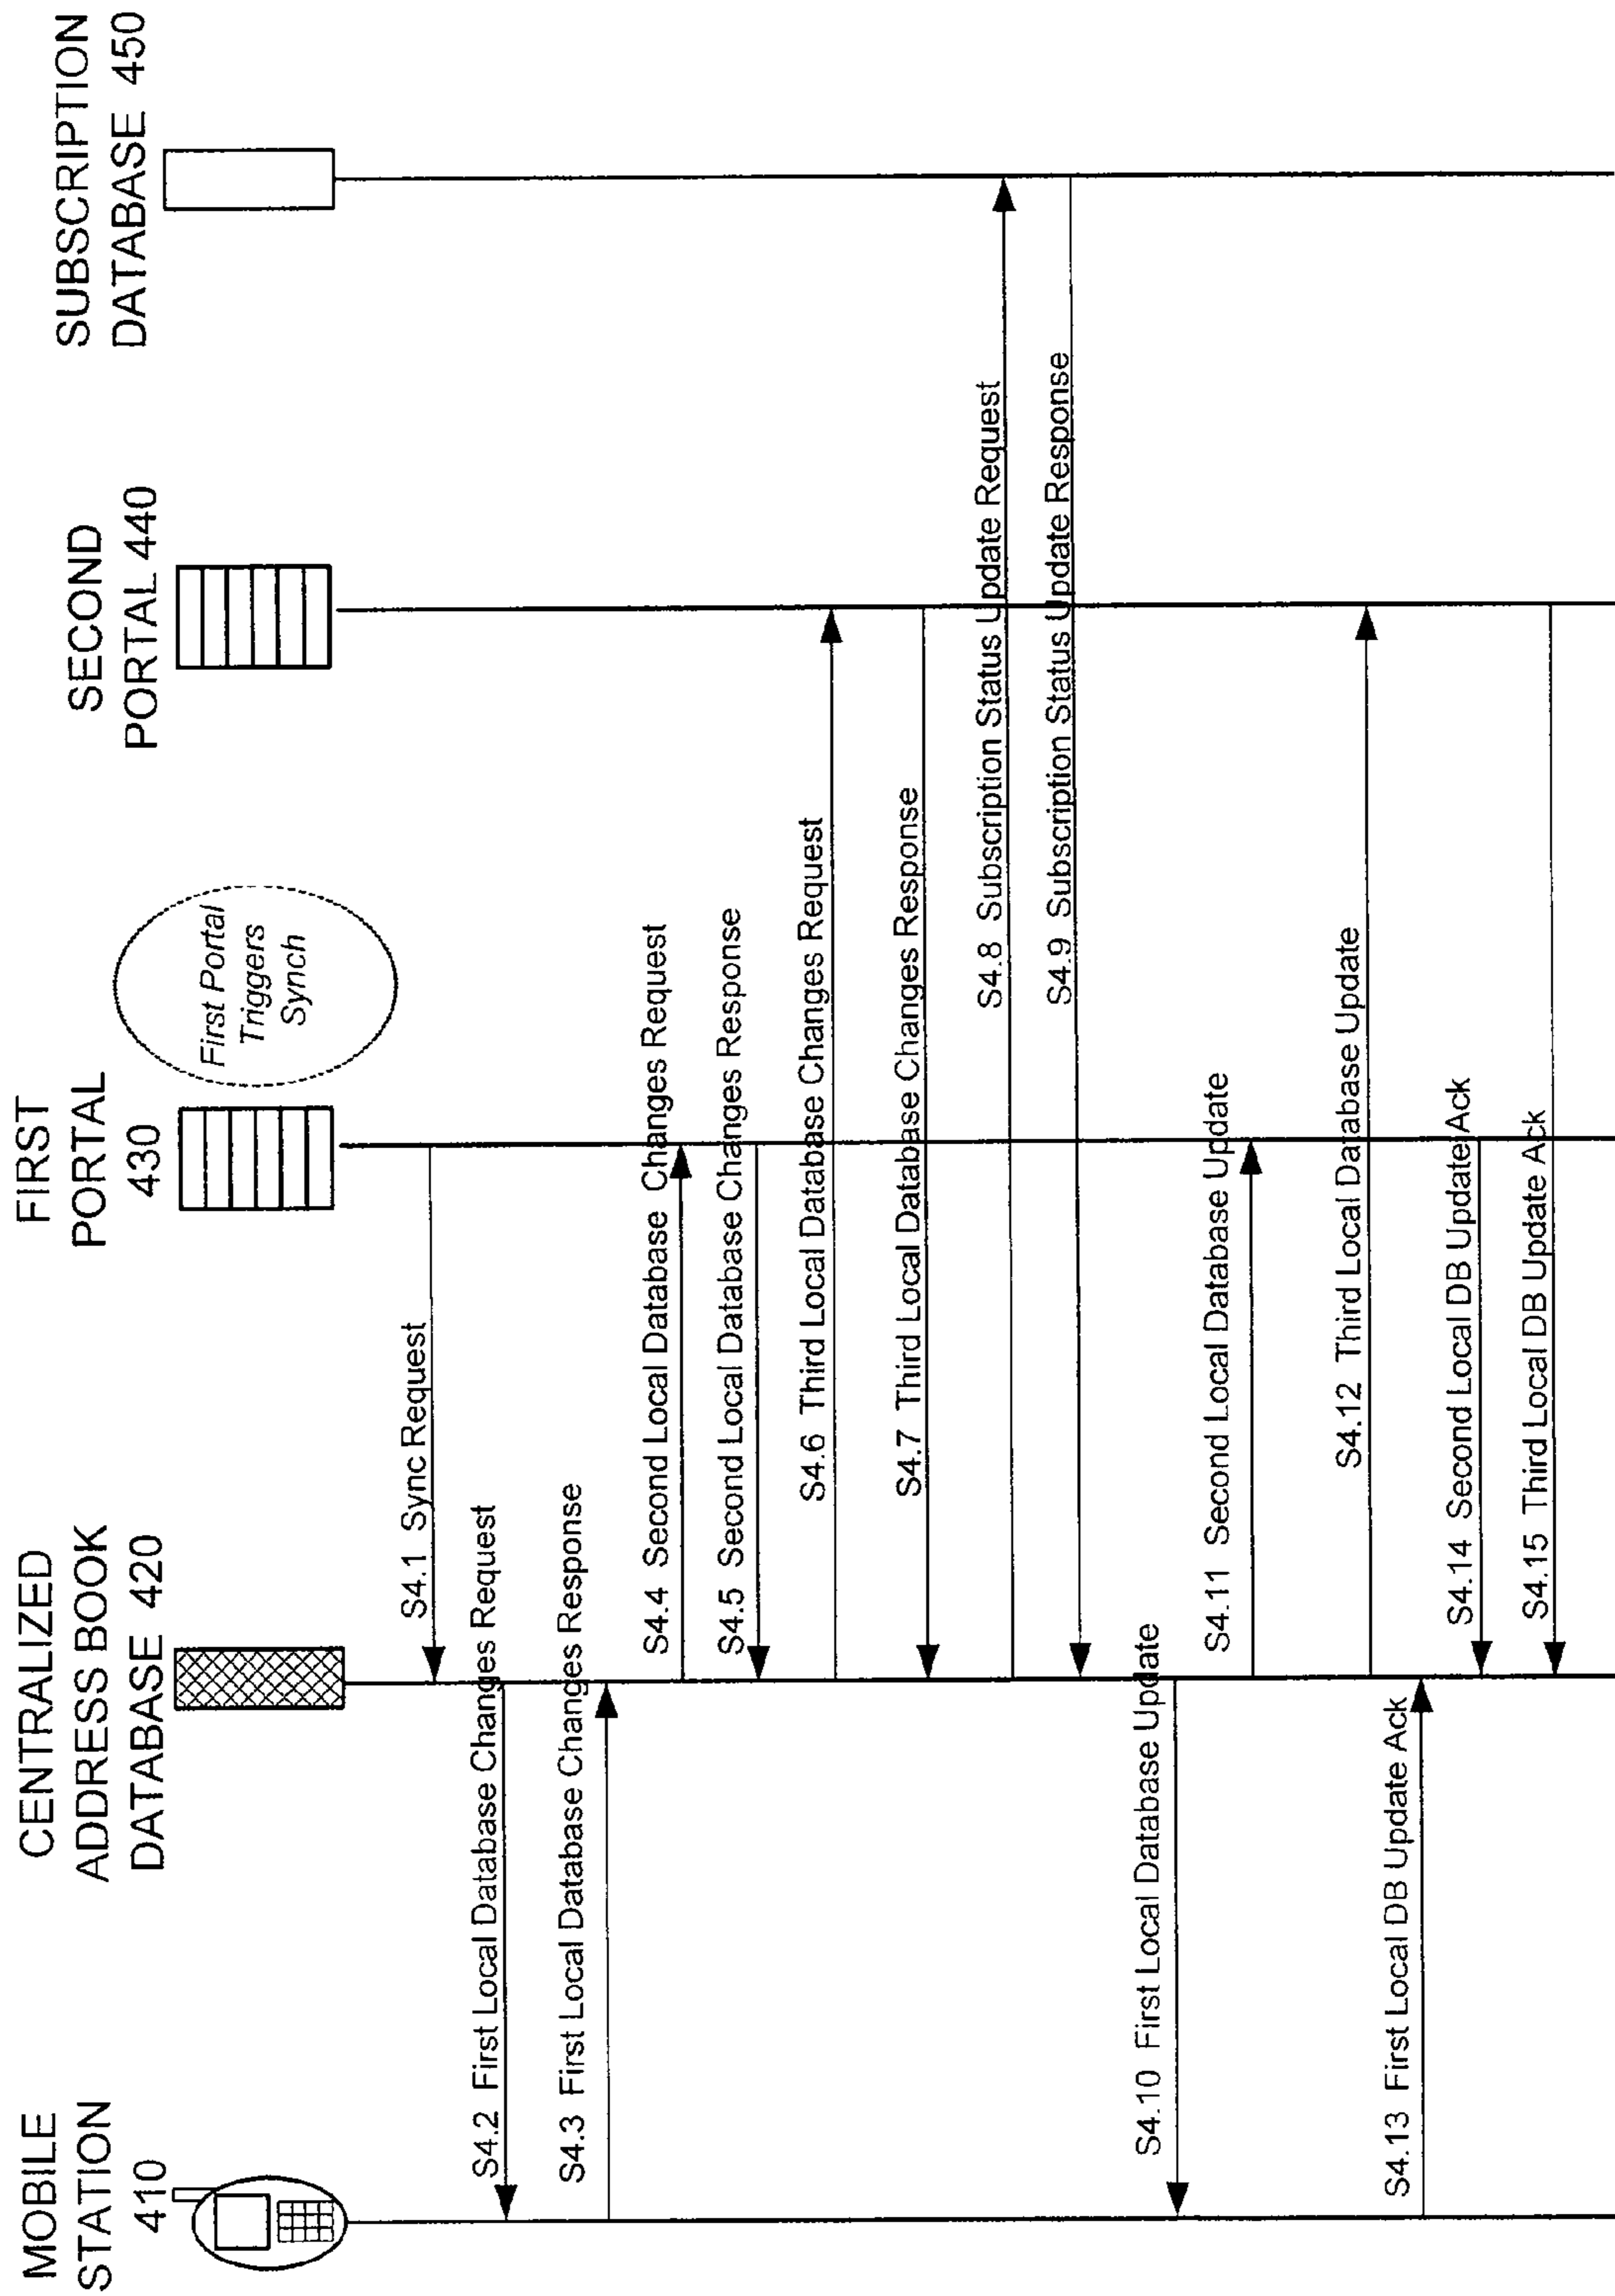 MOBILE
STATION
410
CENTRALIZED
ADDRESS BOOK
DATABASE 420
FIRST
PORTAL
430
First Portal
Triggers
Synch
SECOND
PORTAL 440
SUBSCRIPTION
DATABASE 450
S4.1 Sync Request
S4.2 First Local Database Changes Request
S4.3 First Local Database Changes Response
S4.4 Second Local Database Changes Request
S4.5 Second Local Database Changes Response
S4.6 Third Local Database Changes Request
S4.7 Third Local Database Changes Response
S4.8 Subscription Status Update Request
S4.9 Subscription Status Update Response
S4.10 First Local Database Update
S4.11 Second Local Database Update
S4.12 Third Local Database Update
S4.13 First Local DB Update Ack
S4.14 Second Local DB Update Ack
S4.15 Third Local DB Update Ack